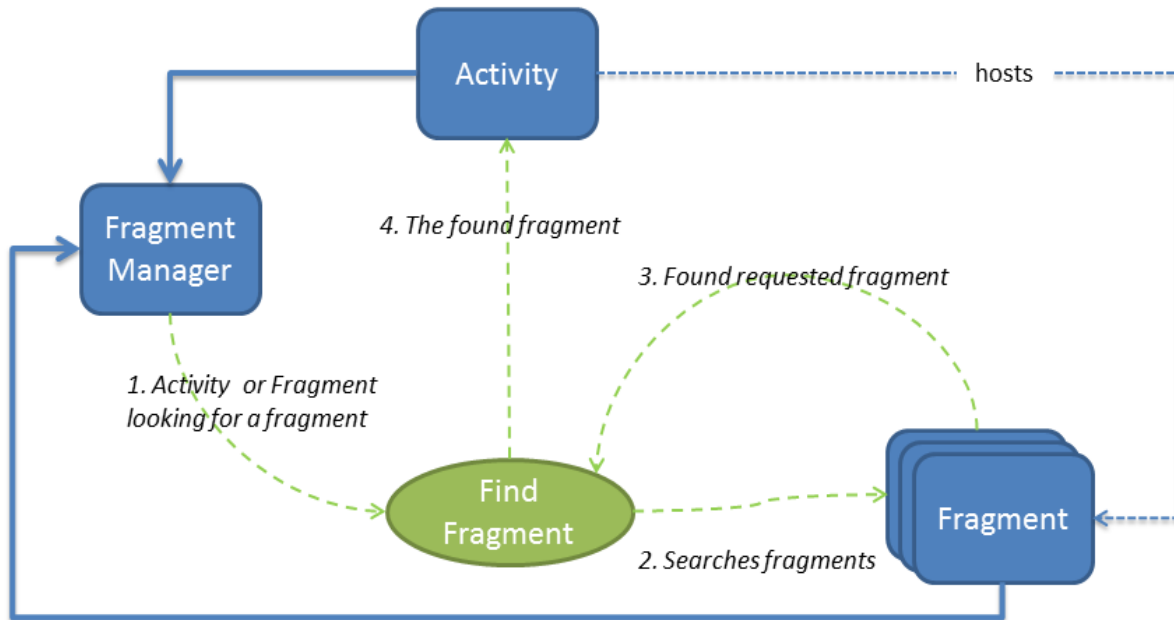 Activity
hosts
Fragment
Manager
4. The found fragment
3. Found requested fragment
1. Activity or Fragment
looking for a fragment
Find
Fragment
Fragment
2. Searches fragments